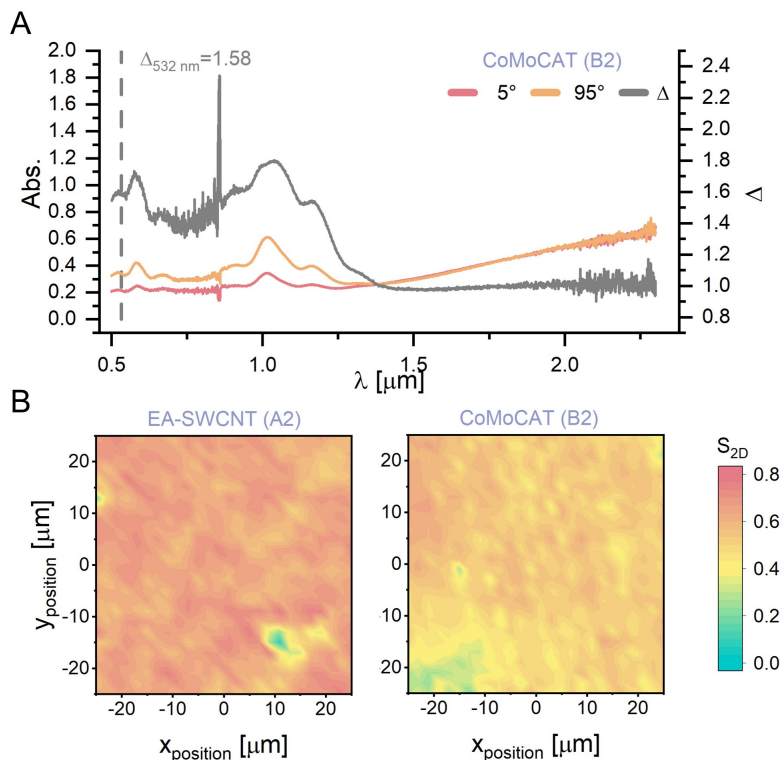 A
Δ532 nm=1.58
CoMoCAT (B2)
5° 95° Δ
2.0
1.8
1.6
1.4
1.2
1.0
0.8
0.6
0.4
0.2
0.0
Abs.
2.4
2.2
2.0
1.8
1.6
1.4
1.2
1.0
0.8
Δ
0.5 1.0 1.5 2.0
λ [μm]
B
EA-SWCNT (A2)
CoMoCAT (B2)
20
10
0
-10
-20
yposition [μm]
-20 -10 0 10 20
xposition [μm]
20
10
0
10
20
-20 -10 0 10 20
xposition [μm]
S2D
0.8
0.6
0.4
0.2
0.0